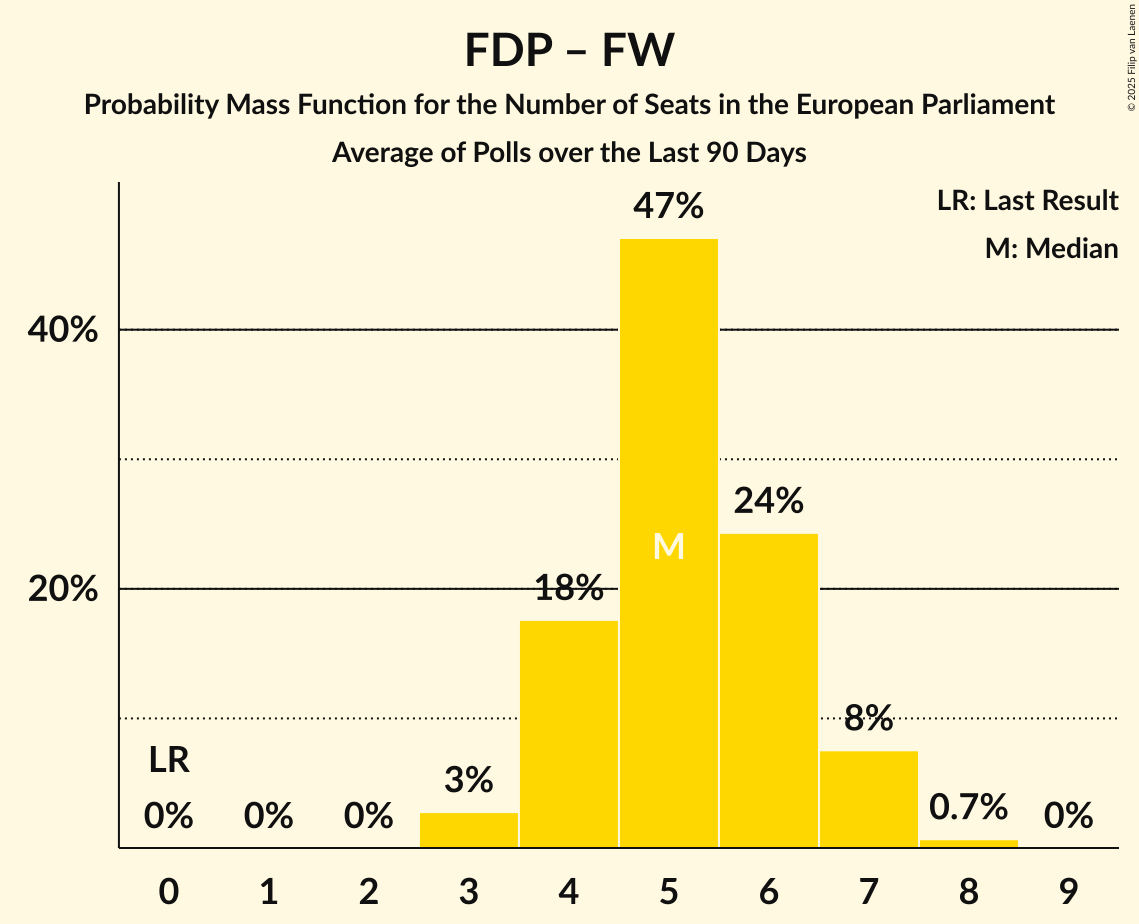 FDP – FW
Probability Mass Function for the Number of Seats in the European Parliament
Average of Polls over the Last 90 Days
© 2025 Filip van Laenen
LR: Last Result
M: Median
47%
40%
24%
M
20%
18%
8%
LR
3%
0%
0%
0%
0.7%
0%
0
1
2
3
4
5
6
7
8
9